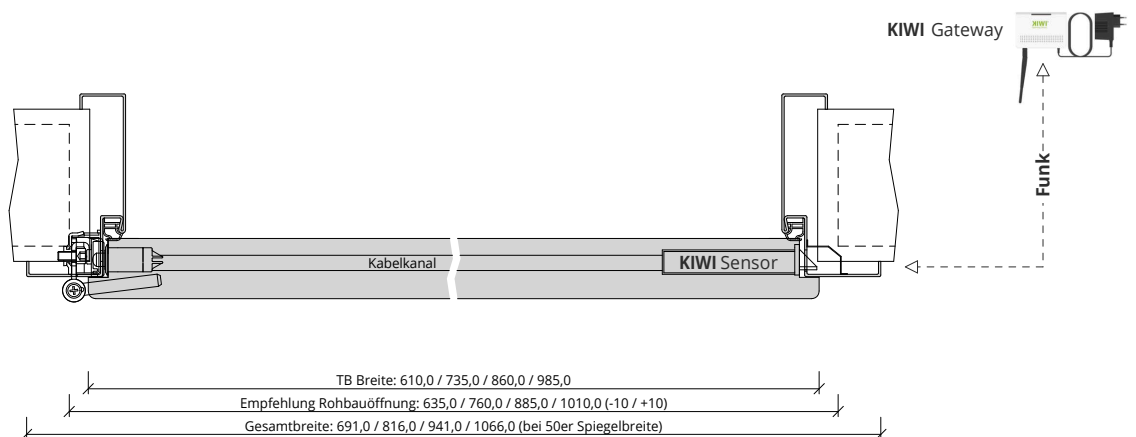 KIWI Gateway
KIWI
Funk
Kabelkanal
KIWI Sensor
TB Breite: 610,0 / 735,0 / 860,0 / 985,0
Empfehlung Rohbauöffnung: 635,0 / 760,0 / 885,0 / 1010,0 (-10 / +10)
Gesamtbreite: 691,0 / 816,0 / 941,0 / 1066,0 (bei 50er Spiegelbreite)